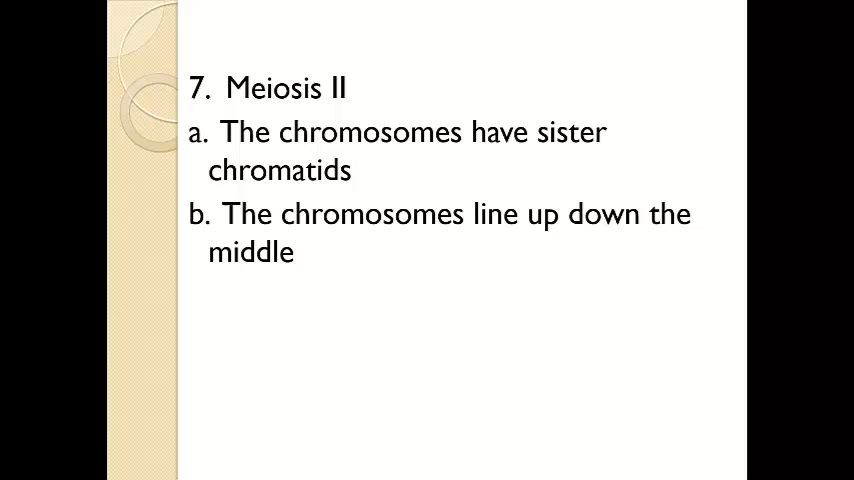 7. Meiosis II
a. The chromosomes have sister
chromatids
b. The chromosomes line up down the
middle